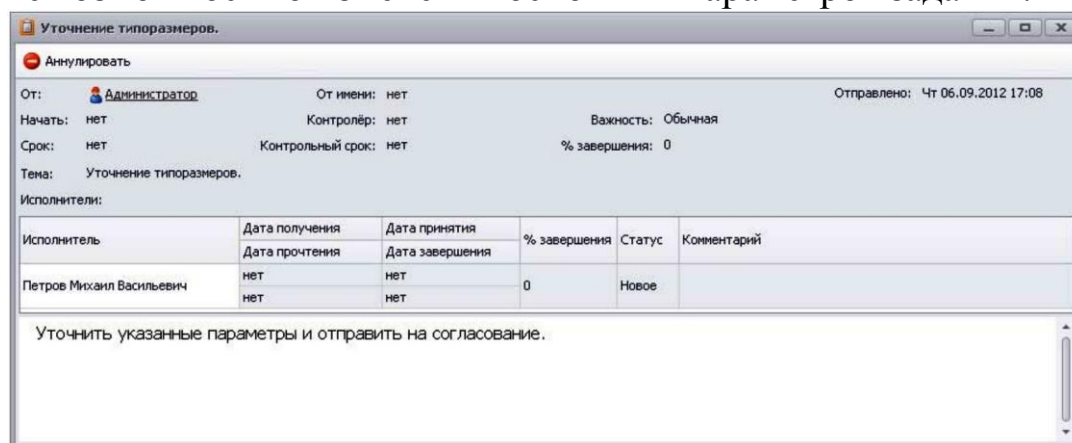 Уточнение типоразмеров.
Аннулировать
От: Администратор От имени: нет Отправлено: Чт 06.09.2012 17:08
Начать: нет Контролёр: нет Важность: Обычная
Срок: нет Контрольный срок: нет % завершения: 0
Тема: Уточнение типоразмеров.
Исполнители:
Исполнитель Дата получения Дата принятия % завершения Статус Комментарий
Дата прочтения Дата завершения
Петров Михаил Васильевич нет нет 0 Новое
нет нет
Уточнить указанные параметры и отправить на согласование.